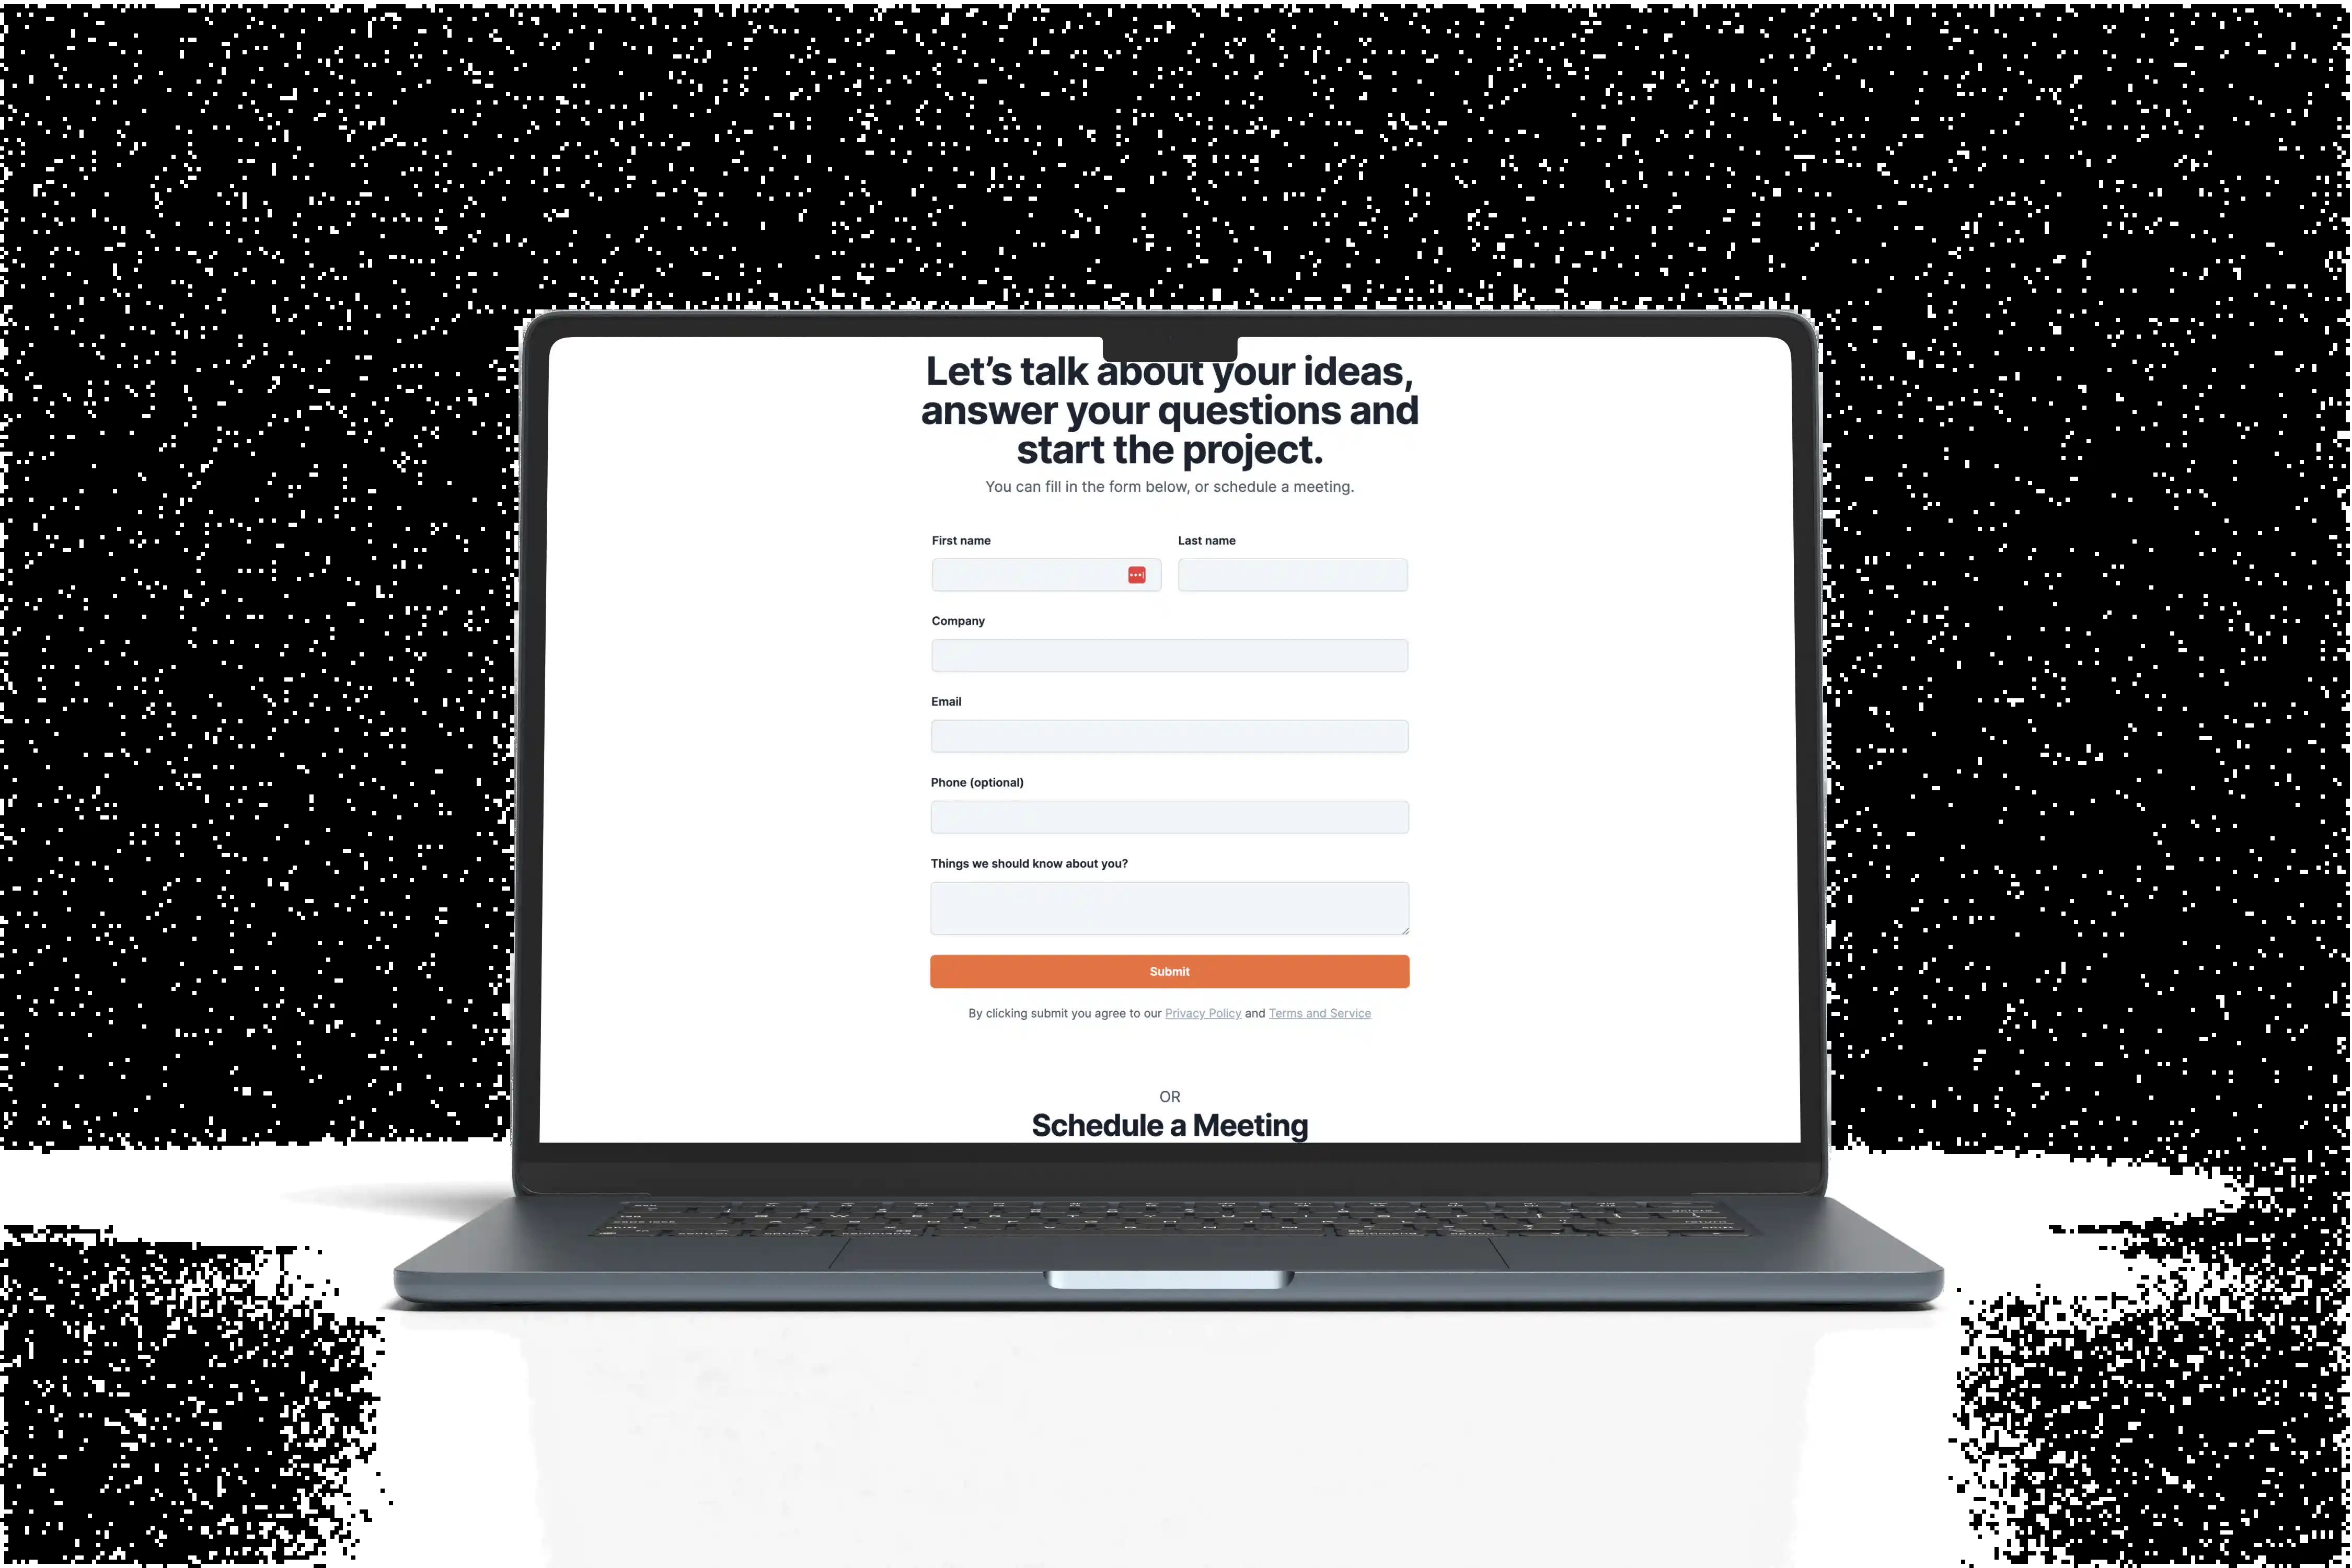 Let’s talk about your ideas,
answer your questions and
start the project.
You can fill in the form below, or schedule a meeting.
First name
Last name
Company
Email
Phone (optional)
Things we should know about you?
Submit
By clicking submit you agree to our Privacy Policy and Terms and Service
OR
Schedule a Meeting